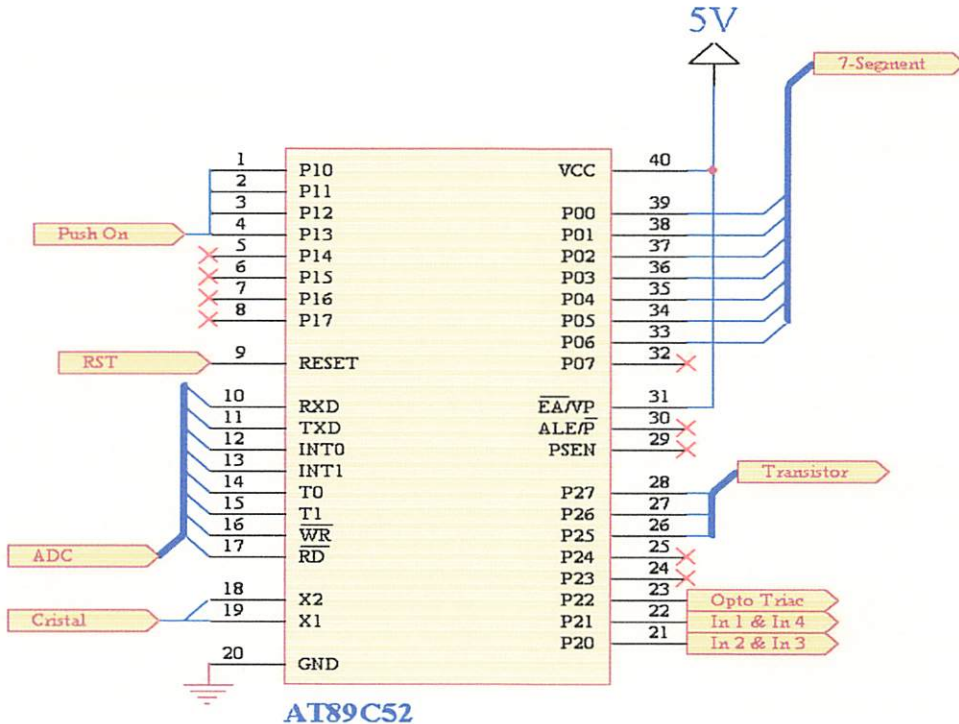 5V
7-Segment
1 P10 VCC 40
2 P11
3 P12 P00 39
4 P13 P01 38
Push On
5 P14 P02 37
6 P15 P03 36
7 P16 P04 35
8 P17 P05 34
P06 33
RST 9 RESET P07 32
10 RXD EA/VP 31
11 TXD ALE/P 30
12 INT0 PSEN 29
13 INT1
Transistor
14 T0 P27 28
15 T1 P26 27
16 WR P25 26
ADC 17 RD P24 25
P23 24
18 X2 P22 23 Opto Triac
Cristal 19 X1 P21 22 In 1 & In 4
P20 21 In 2 & In 3
20 GND
AT89C52